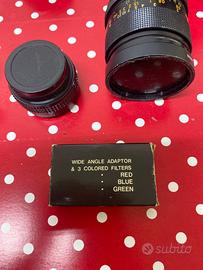 WIDE ANGLE ADAPTOR
& 3 COLORED FILTERS
• RED
• BLUE
• GREEN
subito